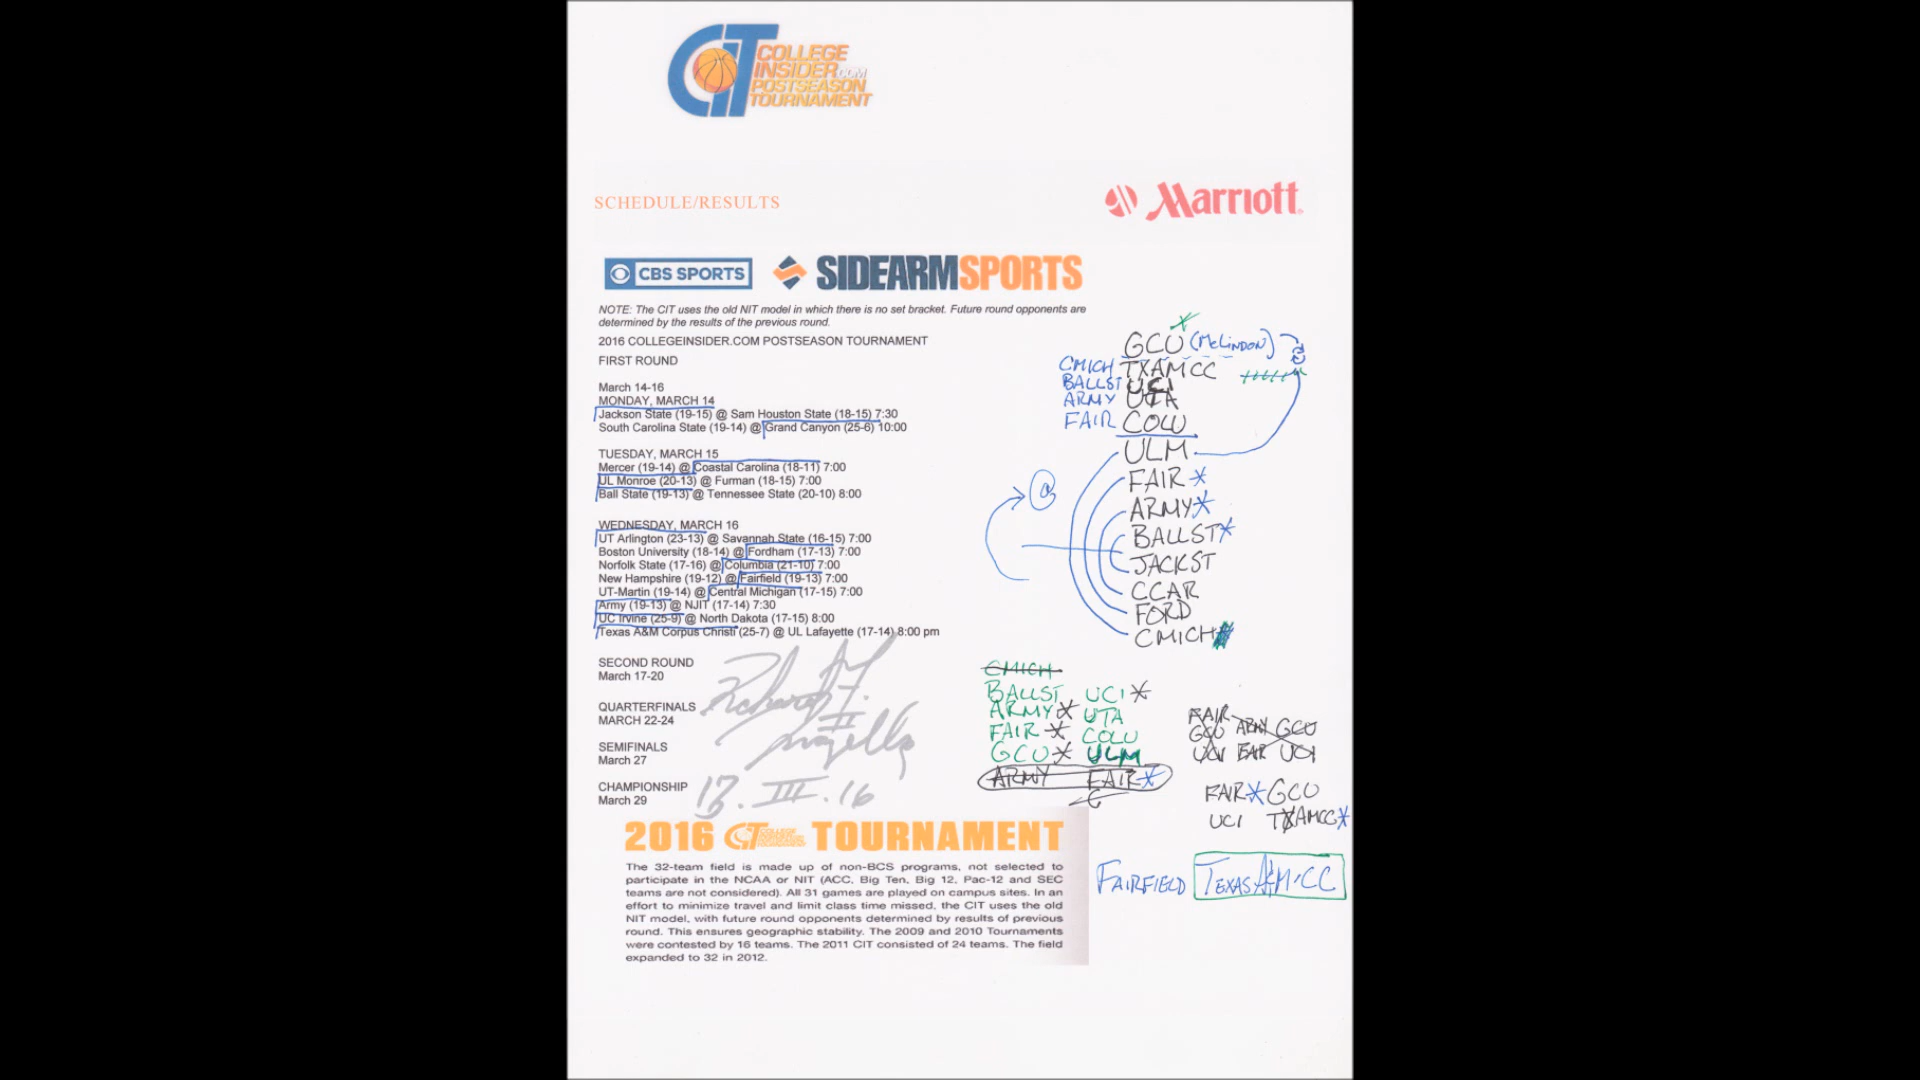 CIT COLLEGE
INSIDER.COM
POSTSEASON
TOURNAMENT
SCHEDULE/RESULTS
Marriott
CBS SPORTS SIDEARMSPORTS
NOTE: The CIT uses the old NIT model in which there is no set bracket. Future round opponents are
determined by the results of the previous round.
2016 COLLEGEINSIDER.COM POSTSEASON TOURNAMENT
FIRST ROUND
March 14-16
MONDAY, MARCH 14
Jackson State (19-15) @ Sam Houston State (18-15) 7:30
South Carolina State (19-14) @ Grand Canyon (25-6) 10:00
TUESDAY, MARCH 15
Mercer (19-14) @ Coastal Carolina (18-11) 7:00
UL Monroe (20-13) @ Furman (18-15) 7:00
Ball State (19-13) @ Tennessee State (20-10) 8:00
WEDNESDAY, MARCH 16
UT Arlington (23-13) @ Savannah State (16-15) 7:00
Boston University (18-14) @ Fordham (17-13) 7:00
Norfolk State (17-16) @ Columbia (21-10) 7:00
New Hampshire (19-12) @ Fairfield (19-13) 7:00
UT-Martin (19-14) @ Central Michigan (17-15) 7:00
Army (19-13) @ NJIT (17-14) 7:30
UC Irvine (25-9) @ North Dakota (17-15) 8:00
Texas A&M Corpus Christi (25-7) @ UL Lafayette (17-14) 8:00 pm
SECOND ROUND
March 17-20
QUARTERFINALS
MARCH 22-24
SEMIFINALS
March 27
CHAMPIONSHIP
March 29
13.III.16
GCU (McLINDON)
CMICH TXAMCC
BALLST UCI
ARMY UTA
FAIR COLU
ULM
FAIR *
ARMY *
@
BALLST *
JACKST
CCAR
FORD
CMICH *
CMICH
BALLST UCI *
ARMY * UTA
FAIR * COLU
GCU * ULM
ARMY FAIR *
FAIR
GCU ARMY GCU
UCI FAIR UCI
FAIR * GCU
UCI TXAMCC *
FAIRFIELD TEXAS A&M-CC
2016 CIT TOURNAMENT
The 32-team field is made up of non-BCS programs, not selected to
participate in the NCAA or NIT (ACC, Big Ten, Big 12, Pac-12 and SEC
teams are not considered). All 31 games are played on campus sites. In an
effort to minimize travel and limit class time missed, the CIT uses the old
NIT model, with future round opponents determined by results of previous
round. This ensures geographic stability. The 2009 and 2010 Tournaments
were contested by 16 teams. The 2011 CIT consisted of 24 teams. The field
expanded to 32 in 2012.